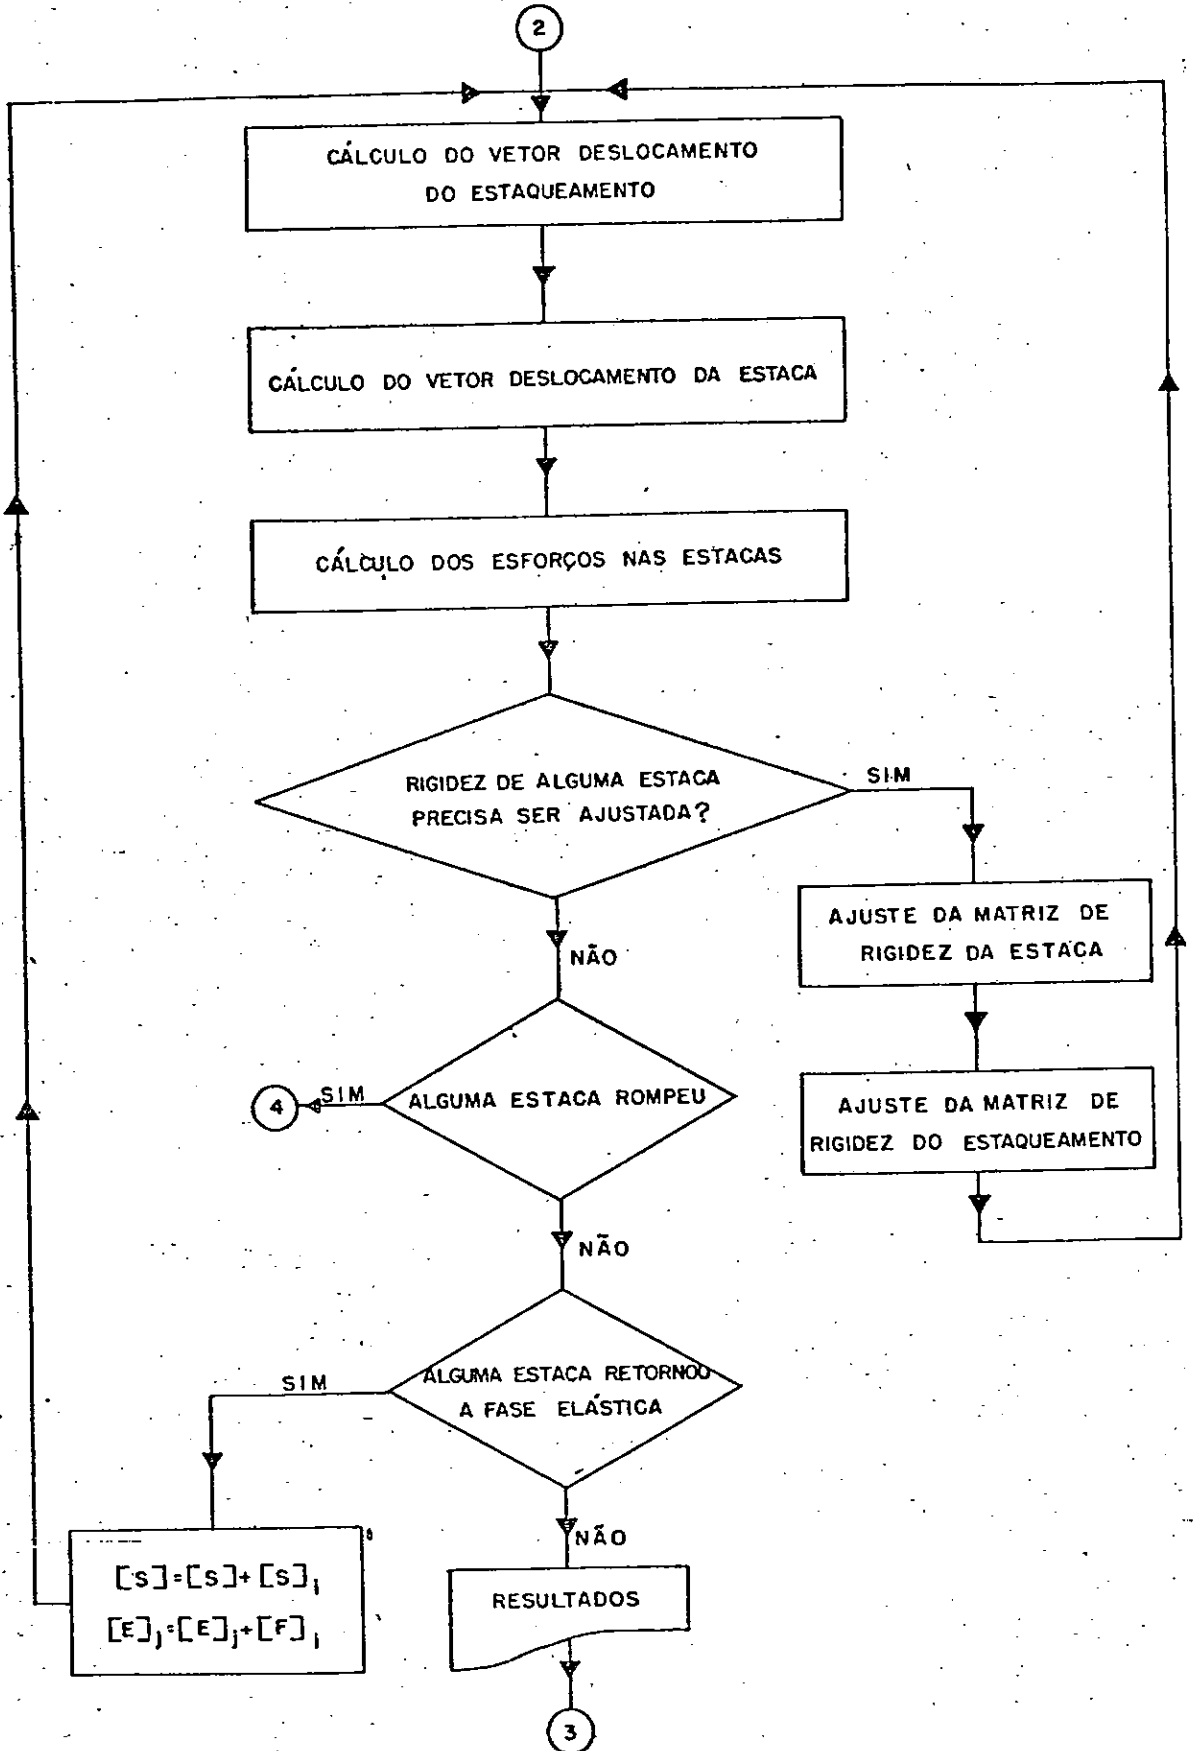 2
CÁLCULO DO VETOR DESLOCAMENTO
DO ESTAQUEAMENTO
CÁLCULO DO VETOR DESLOCAMENTO DA ESTACA
CÁLCULO DOS ESFORÇOS NAS ESTACAS
RIGIDEZ DE ALGUMA ESTACA
PRECISA SER AJUSTADA?
SIM
AJUSTE DA MATRIZ DE
RIGIDEZ DA ESTACA
NÃO
AJUSTE DA MATRIZ DE
RIGIDEZ DO ESTAQUEAMENTO
ALGUMA ESTACA ROMPEU
SIM
4
NÃO
ALGUMA ESTACA RETORNOU
A FASE ELÁSTICA
SIM
[S]=[S]+[S]i
[E]j=[E]j+[F]i
NÃO
RESULTADOS
3